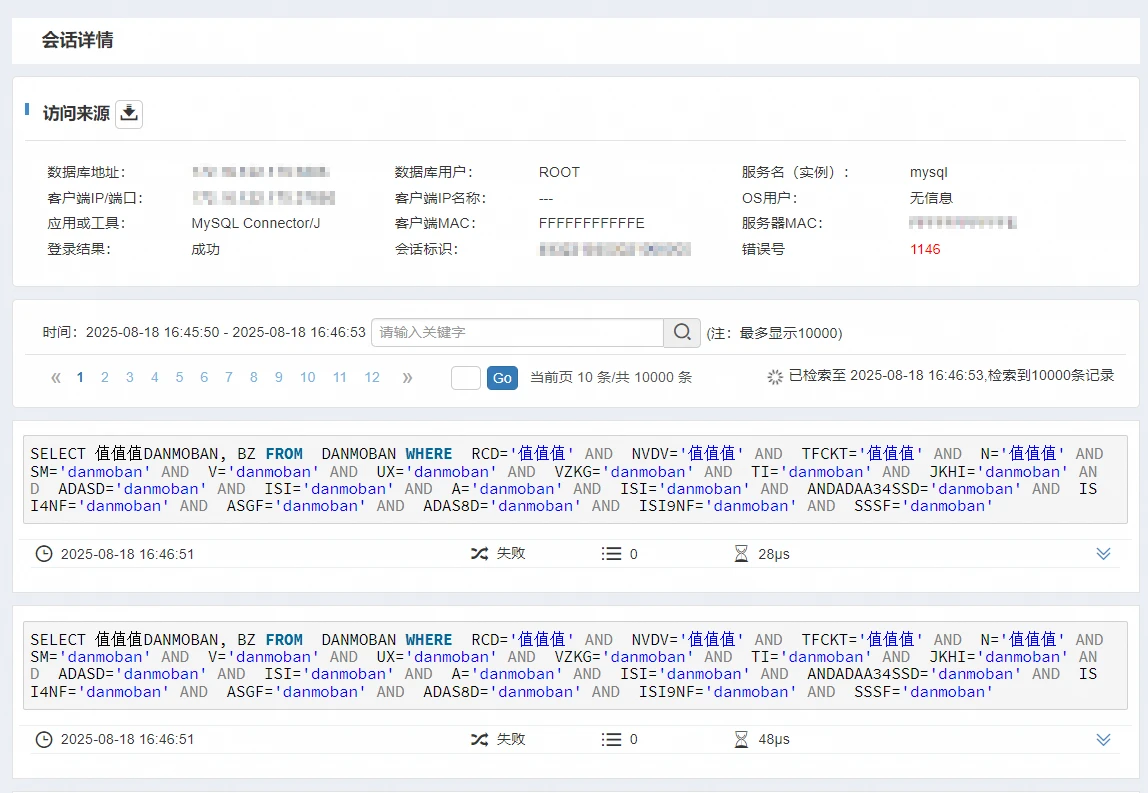 会话详情
访问来源
数据库地址： 数据库用户： ROOT 服务名（实例）： mysql
客户端IP/端口： 客户端IP名称： --- OS用户： 无信息
应用或工具： MySQL Connector/J 客户端MAC： FFFFFFFFFFFE 服务器MAC：
登录结果： 成功 会话标识： 错误号 1146
时间： 2025-08-18 16:45:50 - 2025-08-18 16:46:53 请输入关键字 (注：最多显示10000)
« 1 2 3 4 5 6 7 8 9 10 11 12 » Go 当前页 10 条/共 10000 条 已检索至 2025-08-18 16:46:53,检索到10000条记录
SELECT 值值值DANMOBAN, BZ FROM DANMOBAN WHERE RCD='值值值' AND NVDV='值值值' AND TFCKT='值值值' AND N='值值值' AND
SM='danmoban' AND V='danmoban' AND UX='danmoban' AND VZKG='danmoban' AND TI='danmoban' AND JKHI='danmoban' AN
D ADASD='danmoban' AND ISI='danmoban' AND A='danmoban' AND ISI='danmoban' AND ANDADAA34SSD='danmoban' AND IS
I4NF='danmoban' AND ASGF='danmoban' AND ADAS8D='danmoban' AND ISI9NF='danmoban' AND SSSF='danmoban'
2025-08-18 16:46:51 失败 0 28μs
SELECT 值值值DANMOBAN, BZ FROM DANMOBAN WHERE RCD='值值值' AND NVDV='值值值' AND TFCKT='值值值' AND N='值值值' AND
SM='danmoban' AND V='danmoban' AND UX='danmoban' AND VZKG='danmoban' AND TI='danmoban' AND JKHI='danmoban' AN
D ADASD='danmoban' AND ISI='danmoban' AND A='danmoban' AND ISI='danmoban' AND ANDADAA34SSD='danmoban' AND IS
I4NF='danmoban' AND ASGF='danmoban' AND ADAS8D='danmoban' AND ISI9NF='danmoban' AND SSSF='danmoban'
2025-08-18 16:46:51 失败 0 48μs